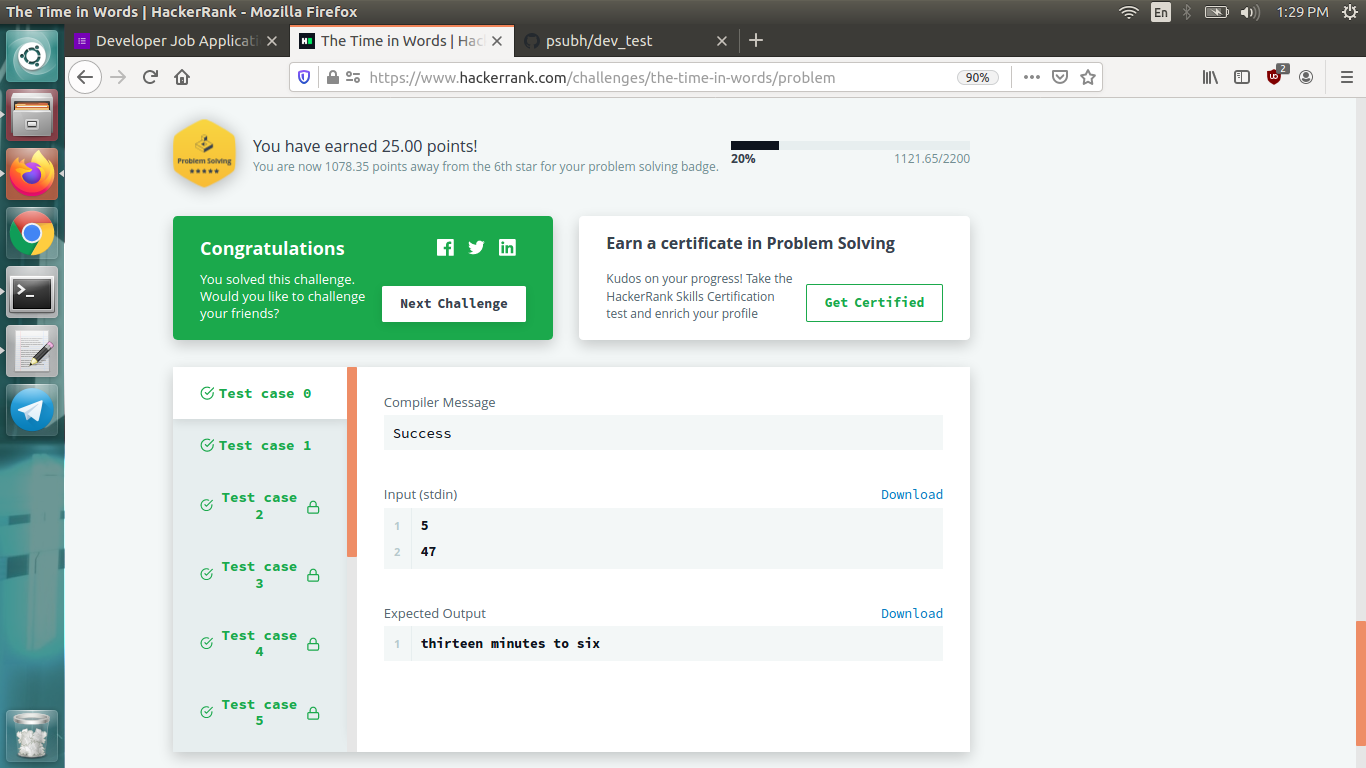 The Time in Words | HackerRank - Mozilla Firefox
En
1:29 PM
Developer Job Applicati
The Time in Words | Hac
psubh/dev_test
https://www.hackerrank.com/challenges/the-time-in-words/problem
90%
2
Problem Solving
You have earned 25.00 points!
You are now 1078.35 points away from the 6th star for your problem solving badge.
20%
1121.65/2200
Congratulations
You solved this challenge.
Would you like to challenge
your friends?
Next Challenge
Earn a certificate in Problem Solving
Kudos on your progress! Take the
HackerRank Skills Certification
test and enrich your profile
Get Certified
Test case 0
Test case 1
Test case
2
Test case
3
Test case
4
Test case
5
Compiler Message
Success
Input (stdin)
Download
1 5
2 47
Expected Output
Download
1 thirteen minutes to six